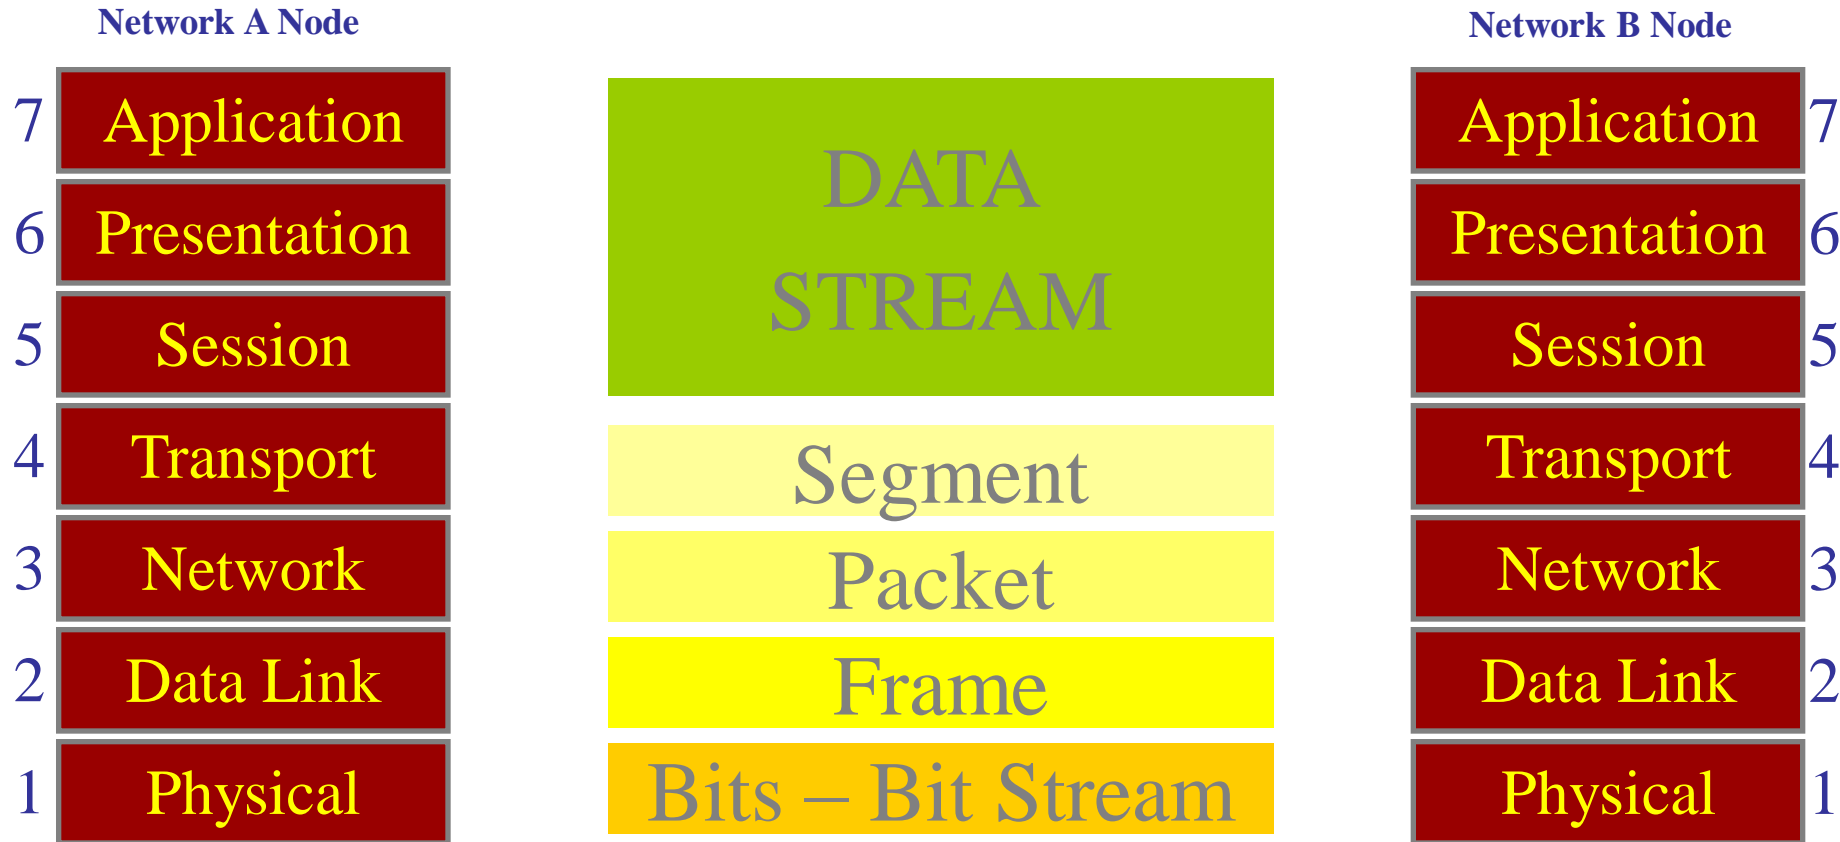 Network A Node
Network B Node
7 Application
DATA
STREAM
Application 7
6 Presentation
Presentation 6
5 Session
Session 5
4 Transport
Segment
Transport 4
3 Network
Packet
Network 3
2 Data Link
Frame
Data Link 2
1 Physical
Bits – Bit Stream
Physical 1